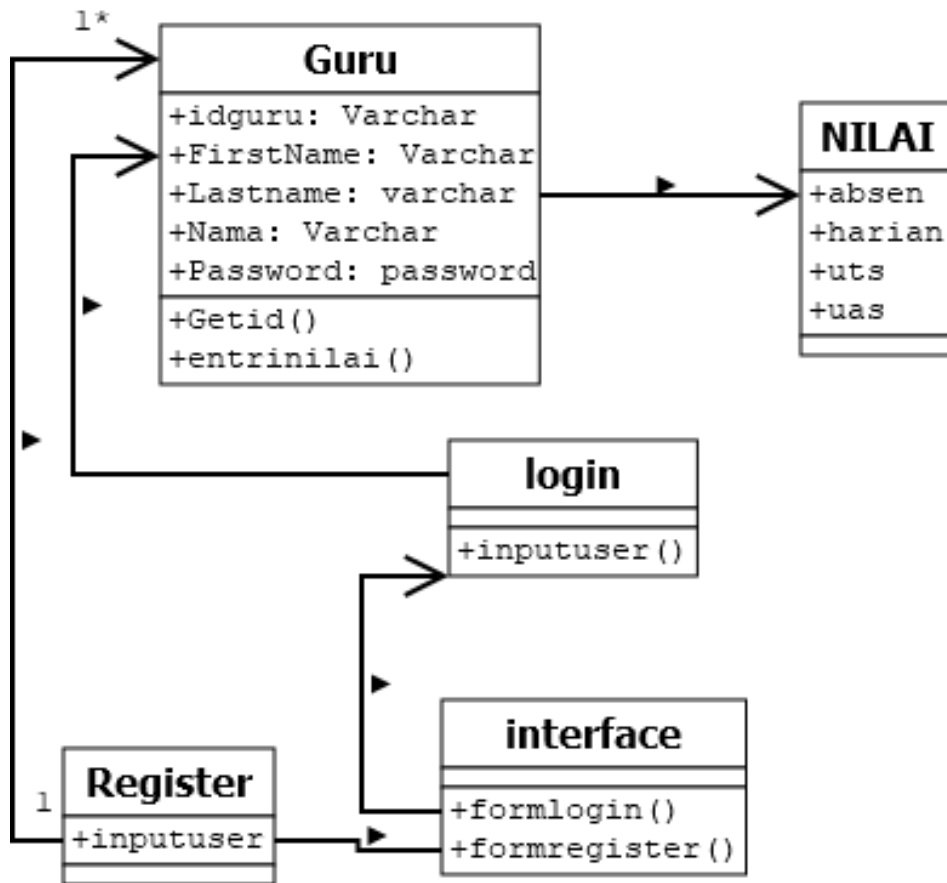 1*
Guru
+idguru: Varchar
+FirstName: Varchar
+Lastname: varchar
+Nama: Varchar
+Password: password
+Getid()
+entrinilai()
NILAI
+absen
+harian
+uts
+uas
login
+inputuser()
interface
+formlogin()
+formregister()
1
Register
+inputuser